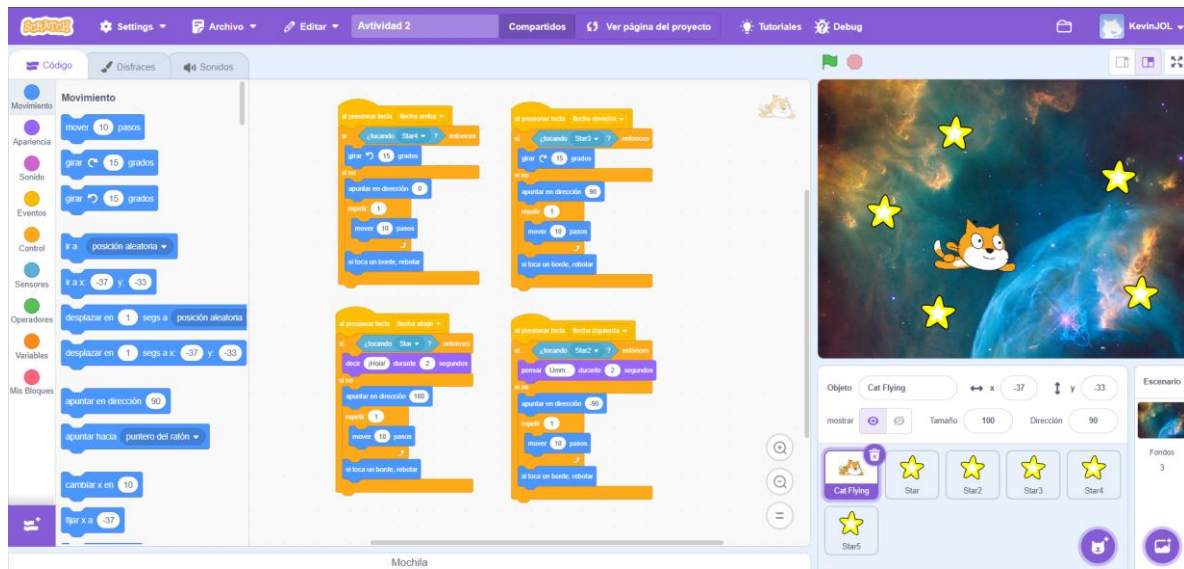 SCRATCH
Settings
Archivo
Editar
Avtividad 2
Compartidos
Ver página del proyecto
Tutoriales
Debug
KevinJOL
Código
Disfraces
Sonidos
Movimiento
Apariencia
Sonido
Eventos
Control
Sensores
Operadores
Variables
Mis Bloques
Movimiento
mover 10 pasos
girar 15 grados
girar 15 grados
ir a posición aleatoria
ir a x: -37 y: -33
desplazar en 1 segs a posición aleatoria
desplazar en 1 segs a x: -37 y: -33
apuntar en dirección 90
apuntar hacia puntero del ratón
cambiar x en 10
fijar x a -37
al presionar tecla flecha arriba
si ¿tocando Star4 ? entonces
girar 15 grados
si no
apuntar en dirección 0
repetir 1
mover 10 pasos
si toca un borde, rebotar
al presionar tecla flecha derecha
si ¿tocando Star3 ? entonces
girar 15 grados
si no
apuntar en dirección 90
repetir 1
mover 10 pasos
si toca un borde, rebotar
al presionar tecla flecha abajo
si ¿tocando Star ? entonces
decir ¡Hola! durante 2 segundos
si no
apuntar en dirección 180
repetir 1
mover 10 pasos
si toca un borde, rebotar
al presionar tecla flecha izquierda
si ¿tocando Star2 ? entonces
pensar Umm... durante 2 segundos
si no
apuntar en dirección -90
repetir 1
mover 10 pasos
si toca un borde, rebotar
Mochila
Objeto Cat Flying x -37 y -33
mostrar Tamaño 100 Dirección 90
Cat Flying
Star
Star2
Star3
Star4
Star5
Escenario
Fondos
3